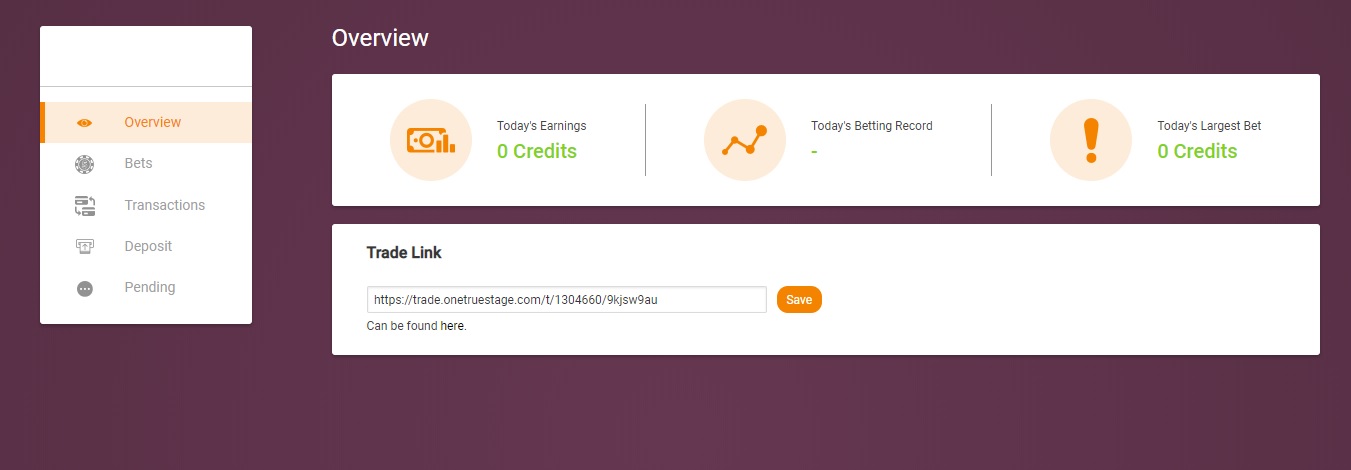 Overview
Overview
Bets
Transactions
Deposit
Pending
Today's Earnings
0 Credits
Today's Betting Record
-
Today's Largest Bet
0 Credits
Trade Link
https://trade.onetruestage.com/t/1304660/9kjsw9au
Save
Can be found here.